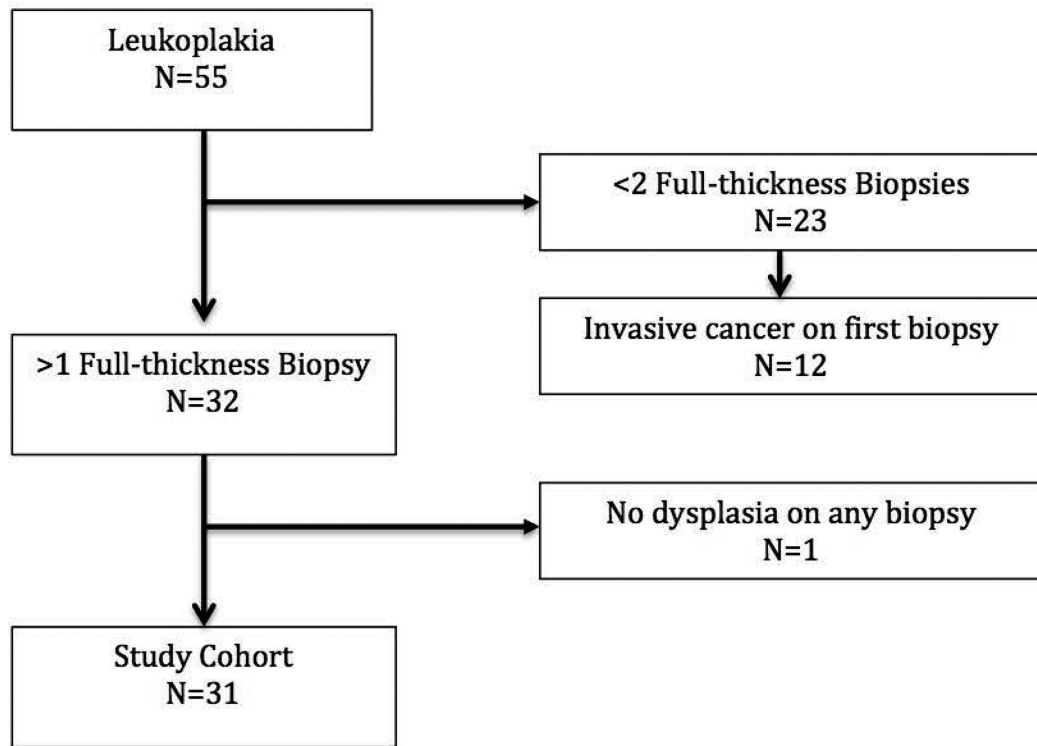 Leukoplakia
N=55
<2 Full-thickness Biopsies
N=23
Invasive cancer on first biopsy
N=12
>1 Full-thickness Biopsy
N=32
No dysplasia on any biopsy
N=1
Study Cohort
N=31